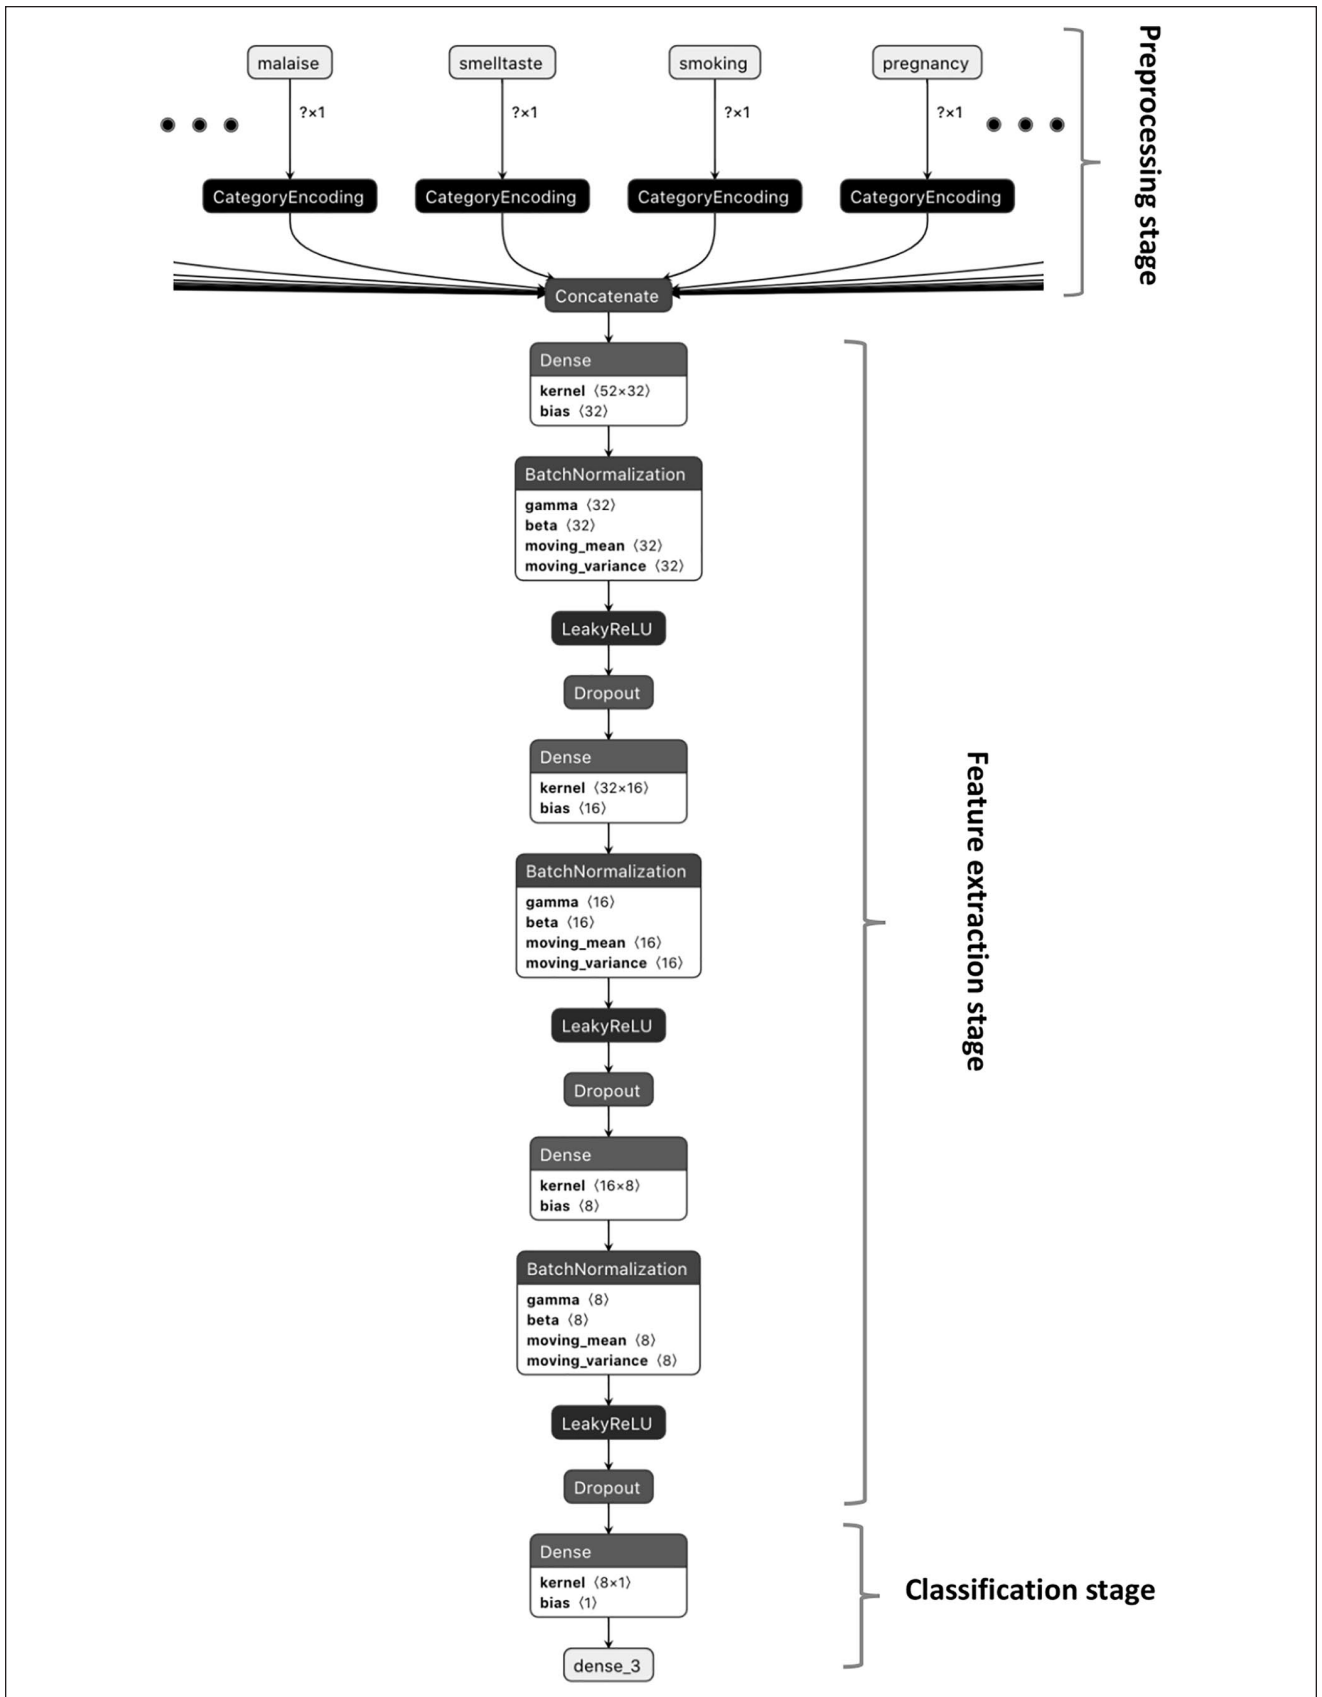 malaise
smelltaste
smoking
pregnancy
?×1
?×1
?×1
?×1
CategoryEncoding
CategoryEncoding
CategoryEncoding
CategoryEncoding
Preprocessing stage
Concatenate
Dense
kernel ⟨52×32⟩
bias ⟨32⟩
BatchNormalization
gamma ⟨32⟩
beta ⟨32⟩
moving_mean ⟨32⟩
moving_variance ⟨32⟩
LeakyReLU
Dropout
Dense
kernel ⟨32×16⟩
bias ⟨16⟩
BatchNormalization
gamma ⟨16⟩
beta ⟨16⟩
moving_mean ⟨16⟩
moving_variance ⟨16⟩
LeakyReLU
Dropout
Dense
kernel ⟨16×8⟩
bias ⟨8⟩
BatchNormalization
gamma ⟨8⟩
beta ⟨8⟩
moving_mean ⟨8⟩
moving_variance ⟨8⟩
LeakyReLU
Dropout
Feature extraction stage
Dense
kernel ⟨8×1⟩
bias ⟨1⟩
dense_3
Classification stage